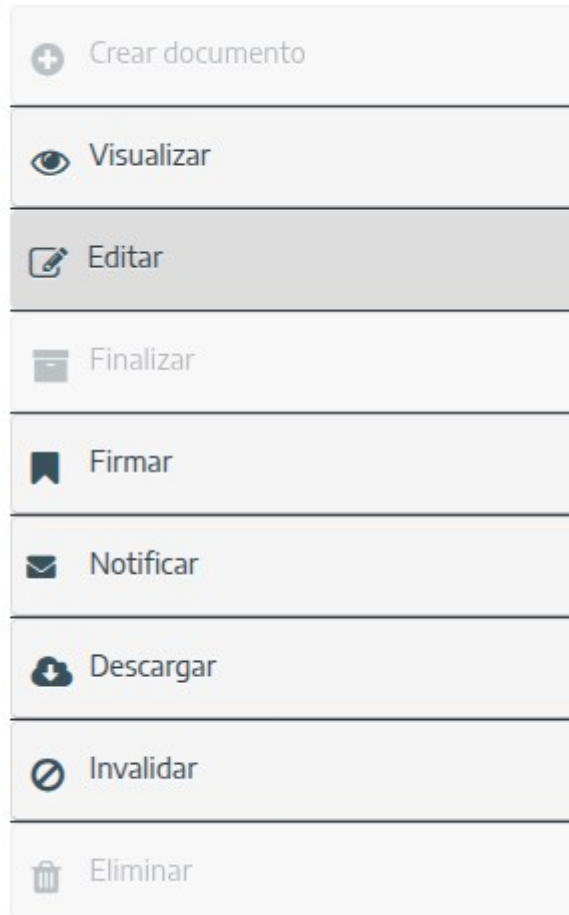 Crear documento
Visualizar
Editar
Finalizar
Firmar
Notificar
Descargar
Invalidar
Eliminar